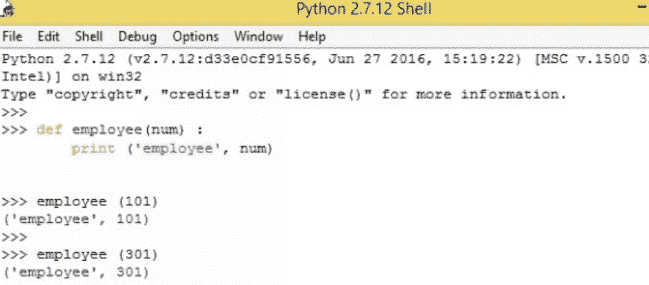 Python 2.7.12 Shell
File Edit Shell Debug Options Window Help
Python 2.7.12 (v2.7.12:d33e0cf91556, Jun 27 2016, 15:19:22) [MSC v.1500 3
Intel)] on win32
Type "copyright", "credits" or "license()" for more information.
>>>
>>> def employee(num) :
        print ('employee', num)
>>> employee (101)
('employee', 101)
>>>
>>> employee (301)
('employee', 301)